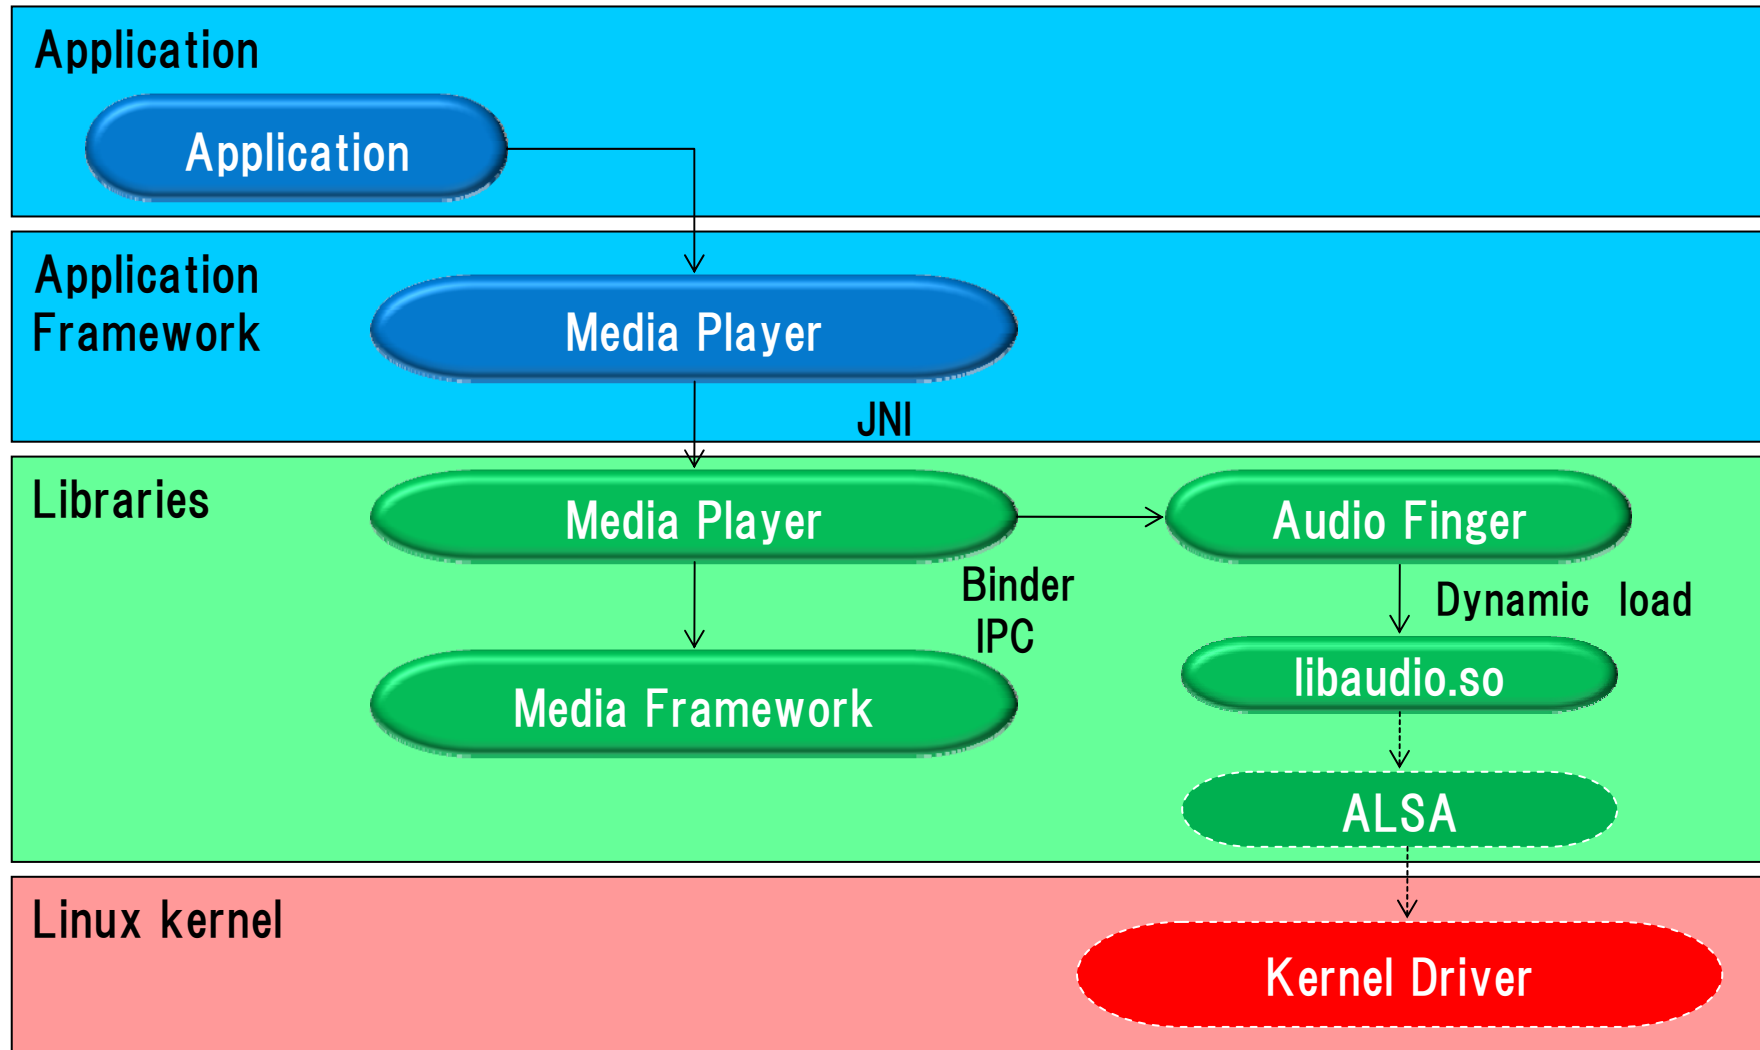 Application
Application
Application
Framework
Media Player
JNI
Libraries
Media Player
Audio Finger
Binder
IPC
Dynamic load
Media Framework
libaudio.so
ALSA
Linux kernel
Kernel Driver